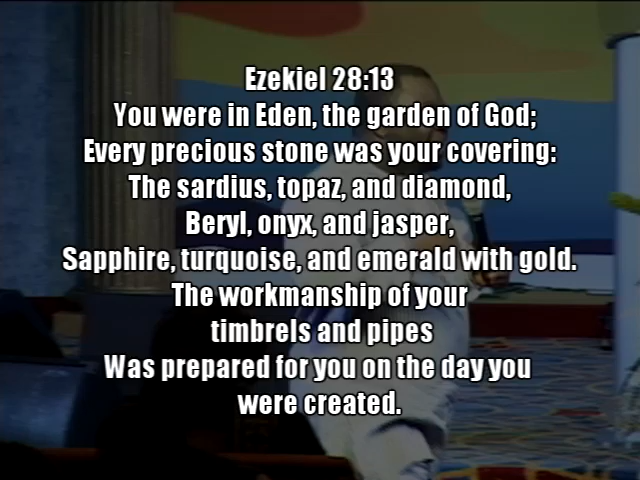 Ezekiel 28:13
You were in Eden, the garden of God;
Every precious stone was your covering:
The sardius, topaz, and diamond,
Beryl, onyx, and jasper,
Sapphire, turquoise, and emerald with gold.
The workmanship of your
timbrels and pipes
Was prepared for you on the day you
were created.